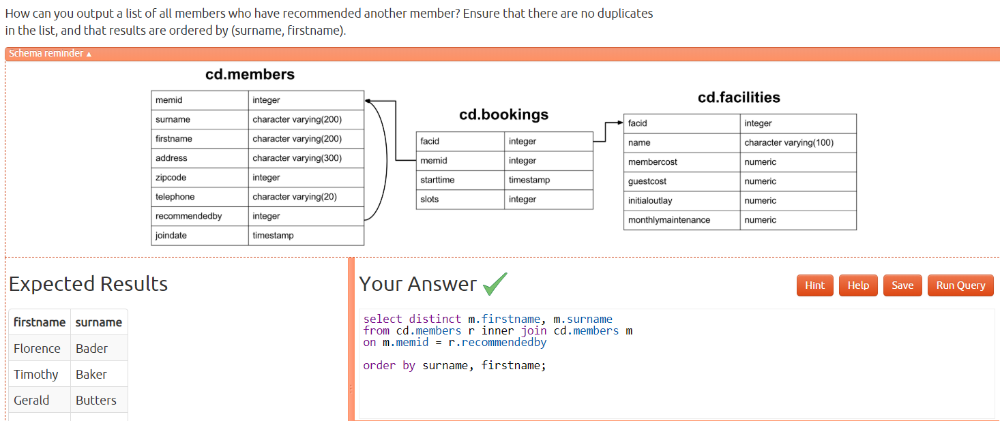 How can you output a list of all members who have recommended another member? Ensure that there are no duplicates
in the list, and that results are ordered by (surname, firstname).
Schema reminder ▲
cd.members
memid integer
surname character varying(200)
firstname character varying(200)
address character varying(300)
zipcode integer
telephone character varying(20)
recommendedby integer
joindate timestamp
cd.bookings
facid integer
memid integer
starttime timestamp
slots integer
cd.facilities
facid integer
name character varying(100)
membercost numeric
guestcost numeric
initialoutlay numeric
monthlymaintenance numeric
Expected Results
firstname surname
Florence Bader
Timothy Baker
Gerald Butters
Your Answer
Hint Help Save Run Query
select distinct m.firstname, m.surname
from cd.members r inner join cd.members m
on m.memid = r.recommendedby
order by surname, firstname;